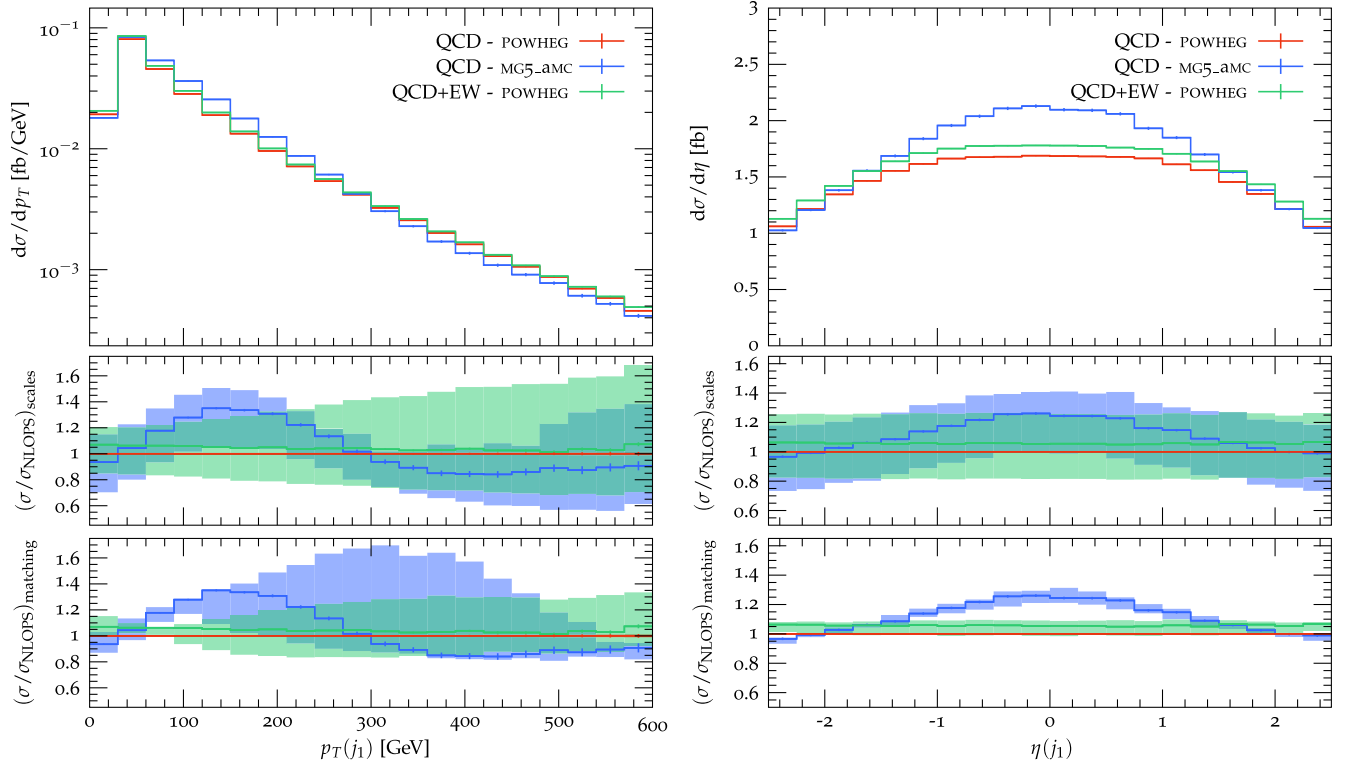 QCD - POWHEG
QCD - MG5_aMC
QCD+EW - POWHEG
dσ/dp_T [fb/GeV]
10⁻¹
10⁻²
10⁻³
(σ/σ_NLOPS)_scales
1.6
1.4
1.2
1
0.8
0.6
(σ/σ_NLOPS)_matching
1.6
1.4
1.2
1
0.8
0.6
0 100 200 300 400 500 600
p_T(j_1) [GeV]
QCD - POWHEG
QCD - MG5_aMC
QCD+EW - POWHEG
dσ/dη [fb]
3
2.5
2
1.5
1
0.5
0
(σ/σ_NLOPS)_scales
1.6
1.4
1.2
1
0.8
0.6
(σ/σ_NLOPS)_matching
1.6
1.4
1.2
1
0.8
0.6
-2 -1 0 1 2
η(j_1)